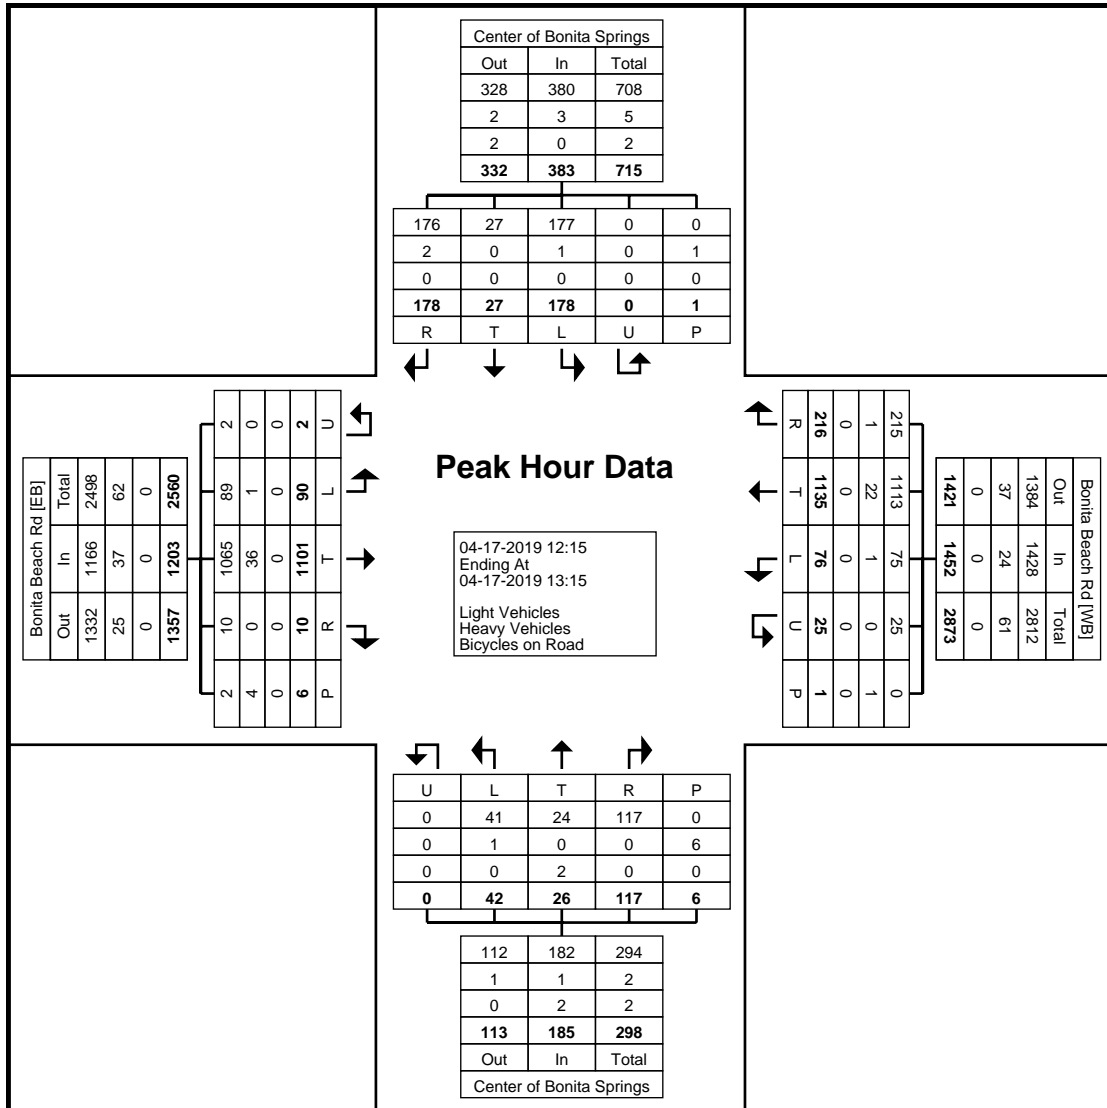 Center of Bonita Springs
Out In Total
328 380 708
2 3 5
2 0 2
332 383 715
176 27 177 0 0
2 0 1 0 1
0 0 0 0 0
178 27 178 0 1
R T L U P
Bonita Beach Rd [EB]
Total In Out
2498 1166 1332
62 37 25
0 0 0
2560 1203 1357
2 89 1065 10 2
0 1 36 0 4
0 0 0 0 0
2 90 1101 10 6
U L T R P
Peak Hour Data
04-17-2019 12:15
Ending At
04-17-2019 13:15
Light Vehicles
Heavy Vehicles
Bicycles on Road
Bonita Beach Rd [WB]
Out In Total
1384 1428 2812
37 24 61
0 0 0
1421 1452 2873
215 1113 75 25 0
1 22 1 0 1
0 0 0 0 0
216 1135 76 25 1
R T L U P
U L T R P
0 41 24 117 0
0 1 0 0 6
0 0 2 0 0
0 42 26 117 6
112 182 294
1 1 2
0 2 2
113 185 298
Out In Total
Center of Bonita Springs